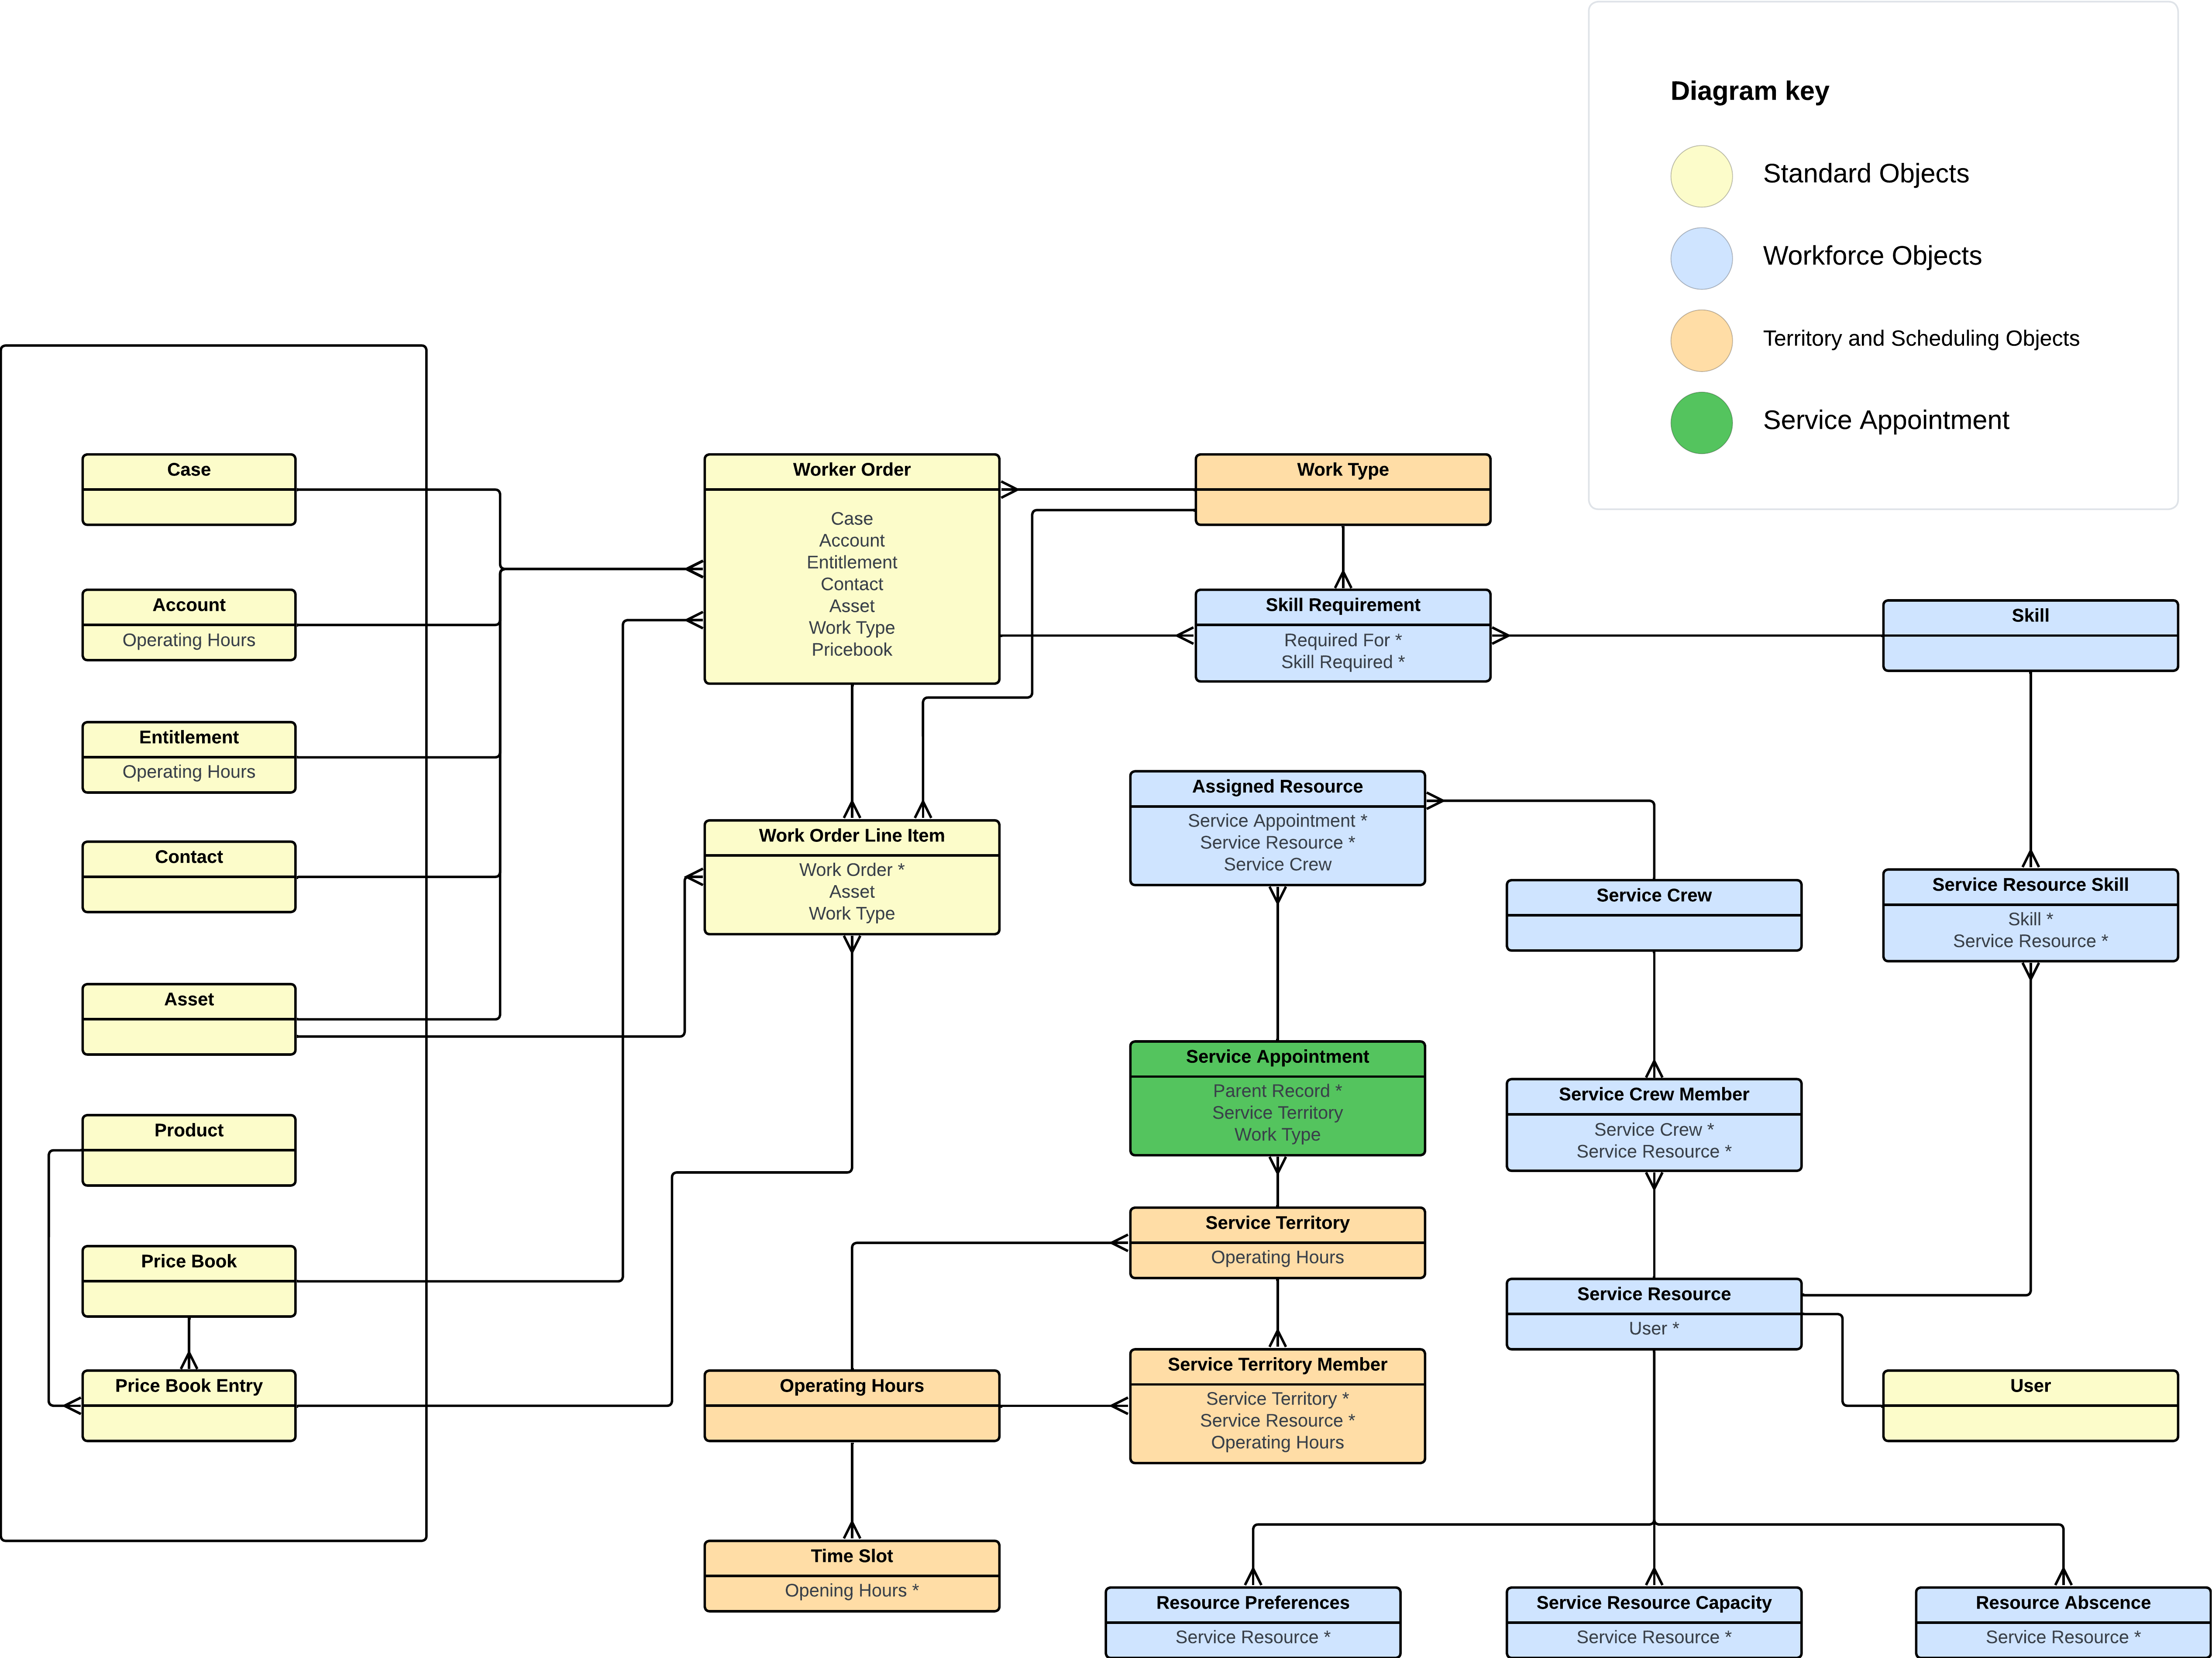 Diagram key
Standard Objects
Workforce Objects
Territory and Scheduling Objects
Service Appointment
Case
Account
Operating Hours
Entitlement
Operating Hours
Contact
Asset
Product
Price Book
Price Book Entry
Worker Order
Case
Account
Entitlement
Contact
Asset
Work Type
Pricebook
Work Order Line Item
Work Order *
Asset
Work Type
Operating Hours
Time Slot
Opening Hours *
Work Type
Skill Requirement
Required For *
Skill Required *
Assigned Resource
Service Appointment *
Service Resource *
Service Crew
Service Appointment
Parent Record *
Service Territory
Work Type
Service Territory
Operating Hours
Service Territory Member
Service Territory *
Service Resource *
Operating Hours
Service Crew
Service Crew Member
Service Crew *
Service Resource *
Service Resource
User *
Skill
Service Resource Skill
Skill *
Service Resource *
User
Resource Preferences
Service Resource *
Service Resource Capacity
Service Resource *
Resource Abscence
Service Resource *